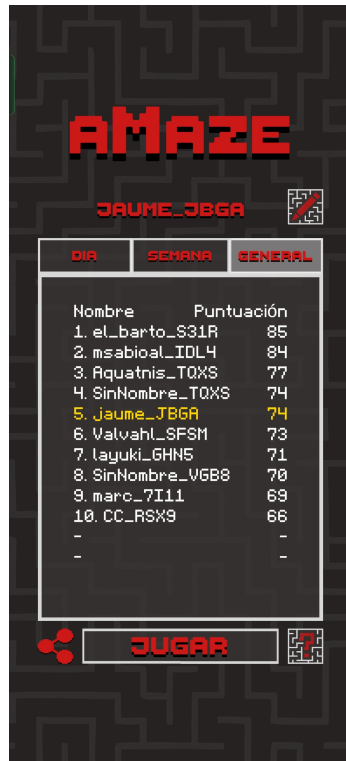 aMaze
JAUME_JBGA
DIA SEMANA GENERAL
Nombre Puntuación
1. el_barto_S31R 85
2. msabioal_IDL4 84
3. Aquatnis_TQXS 77
4. SinNombre_TQXS 74
5. jaume_JBGA 74
6. Valvahl_SFSM 73
7. layuki_GHN5 71
8. SinNombre_VGB8 70
9. marc_7I11 69
10. CC_RSX9 66
- -
- -
JUGAR ?